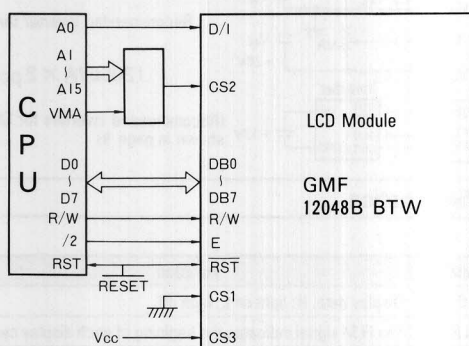 A0 D/I
A1
~
A15 CS2
VMA
LCD Module
CPU
D0 DB0
~ ~
D7 DB7
GMF
12048B BTW
R/W R/W
/2 E
RST RST
RESET
CS1
Vcc CS3